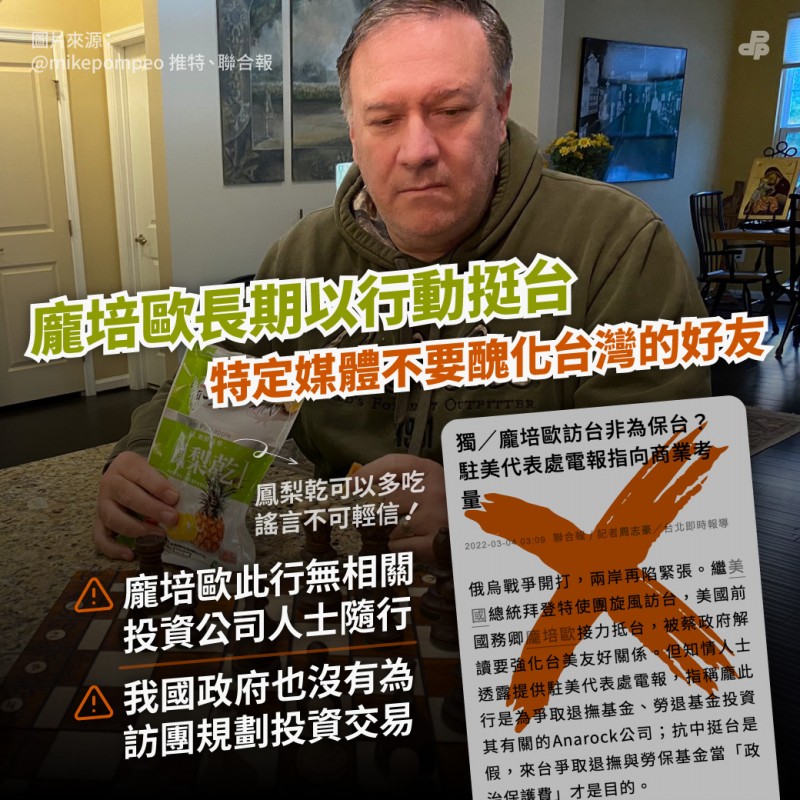 圖片來源:
@mikepompeo 推特、聯合報
龐培歐長期以行動挺台
特定媒體不要醜化台灣的好友
梨乾
鳳梨乾可以多吃
謠言不可輕信！
龐培歐此行無相關
投資公司人士隨行
我國政府也沒有為
訪團規劃投資交易
獨／龐培歐訪台非為保台？
駐美代表處電報指向商業考
量
2022-03-04 03:09 聯合報 / 記者周志豪／台北即時報導
俄烏戰爭開打，兩岸再陷緊張。繼美
國總統拜登特使團旋風訪台，美國前
國務卿龐培歐接力抵台，被蔡政府解
讀要強化台美友好關係。但知情人士
透露提供駐美代表處電報，指稱龐此
行是為爭取退撫基金、勞退基金投資
其有關的Anarock公司；抗中挺台是
假，來台爭取退撫與勞保基金當「政
治保護費」才是目的。